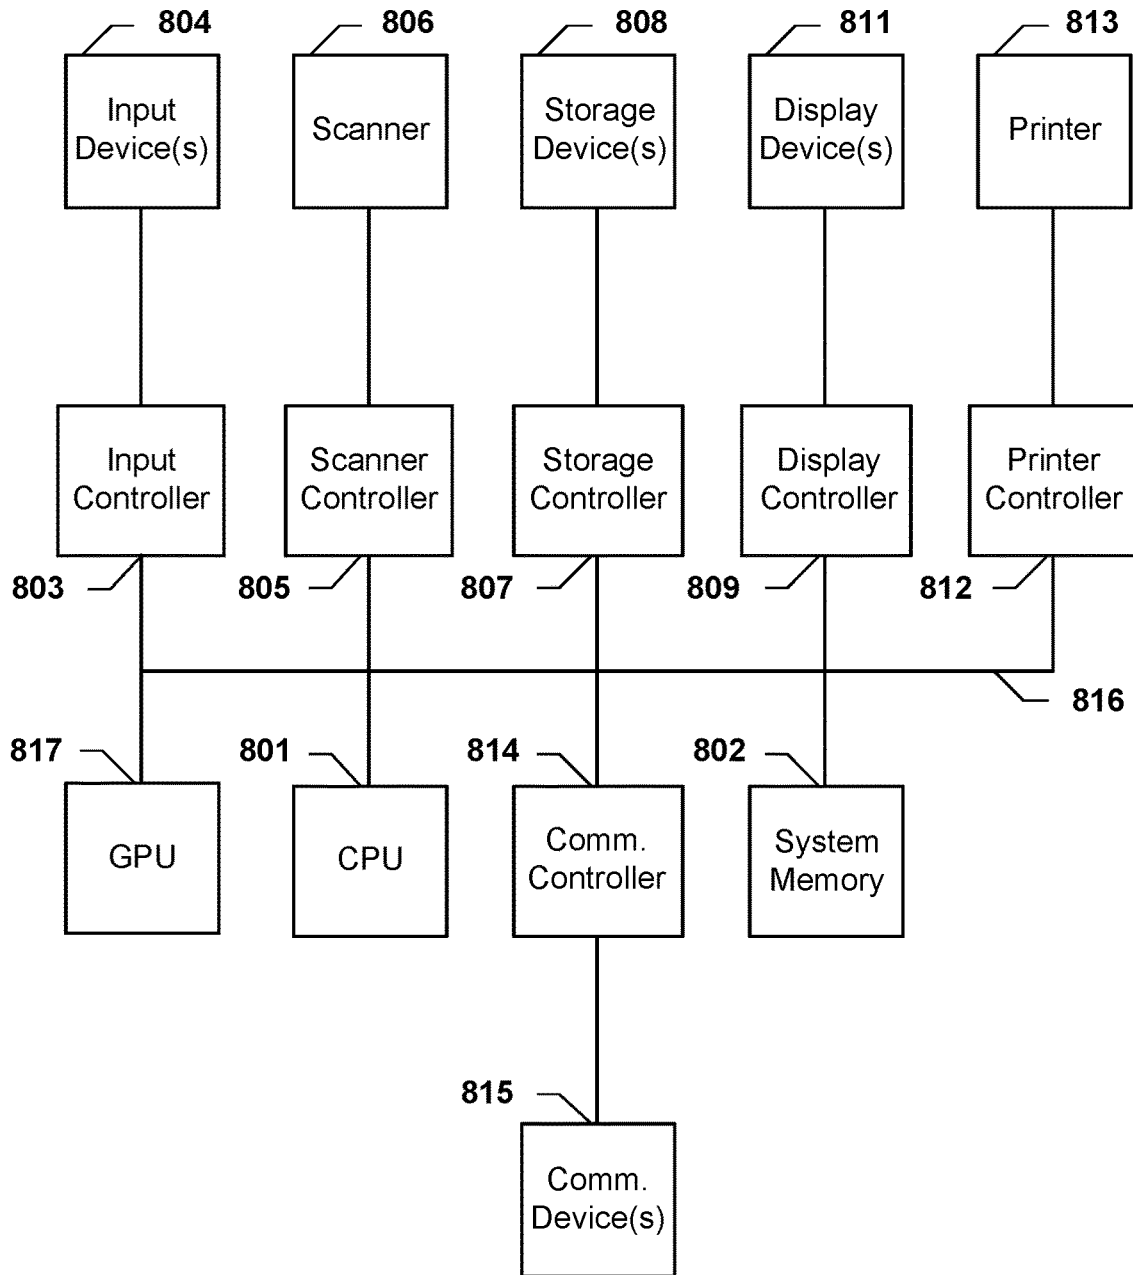 804
806
808
811
813
Input
Device(s)
Scanner
Storage
Device(s)
Display
Device(s)
Printer
Input
Controller
Scanner
Controller
Storage
Controller
Display
Controller
Printer
Controller
803
805
807
809
812
816
817
801
814
802
GPU
CPU
Comm.
Controller
System
Memory
815
Comm.
Device(s)